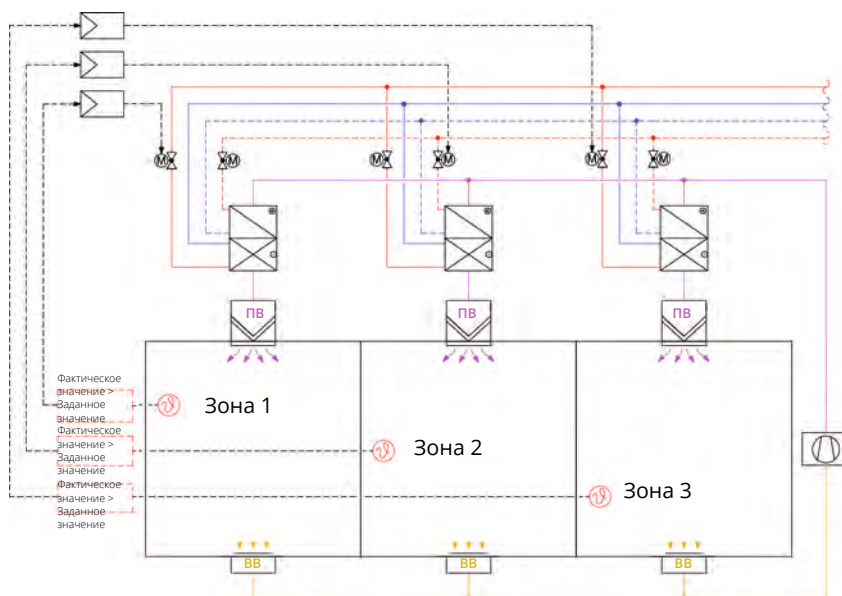 M
M
M
M
M
M
ПВ
ПВ
ПВ
Фактическое
значение >
Заданное
значение
Зона 1
Фактическое
значение >
Заданное
значение
Зона 2
Фактическое
значение >
Заданное
значение
Зона 3
ВВ
ВВ
ВВ